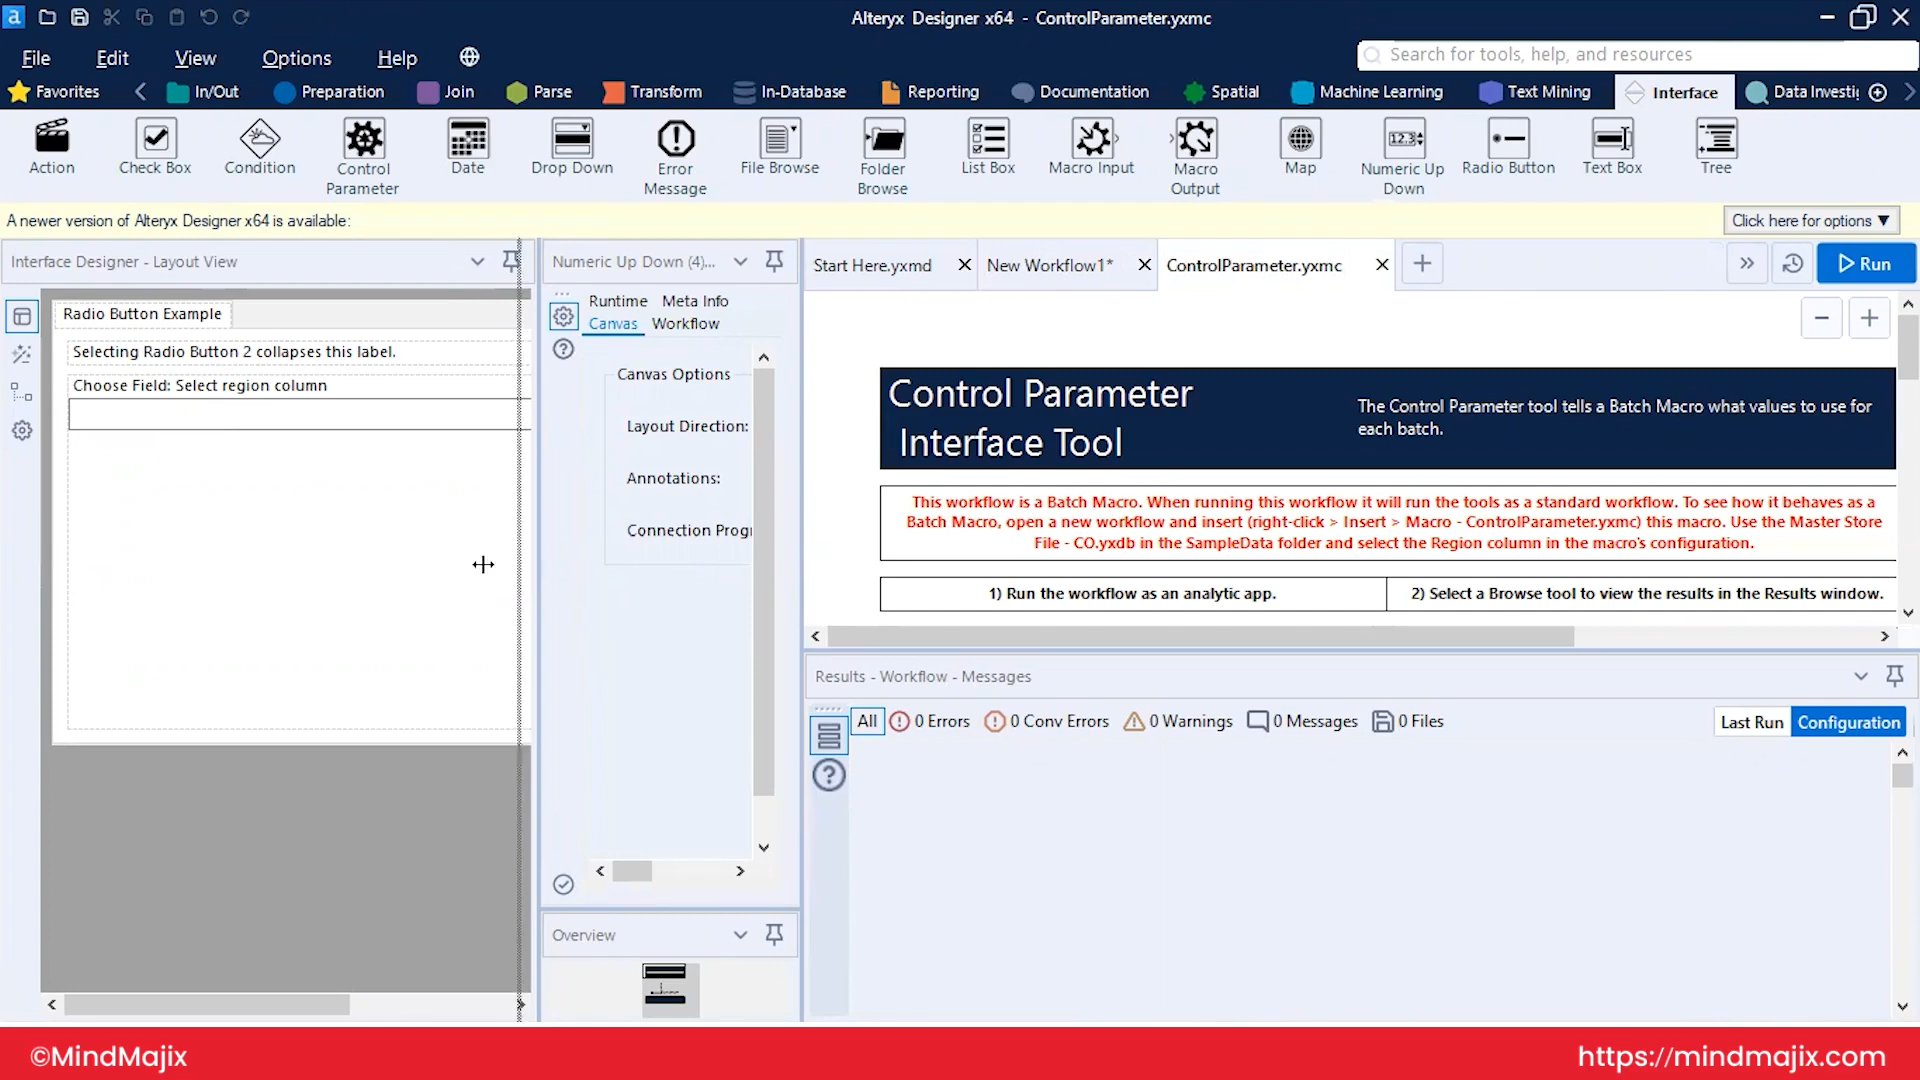 a
Alteryx Designer x64 - ControlParameter.yxmc
File Edit View Options Help
Search for tools, help, and resources
Favorites In/Out Preparation Join Parse Transform In-Database Reporting Documentation Spatial Machine Learning Text Mining Interface Data Investi
Action Check Box Condition Control Parameter Date Drop Down Error Message File Browse Folder Browse List Box Macro Input Macro Output Map Numeric Up Down Radio Button Text Box Tree
A newer version of Alteryx Designer x64 is available:
Click here for options ▼
Interface Designer - Layout View
Radio Button Example
Selecting Radio Button 2 collapses this label.
Choose Field: Select region column
Numeric Up Down (4)...
Runtime Meta Info
Canvas Workflow
Canvas Options
Layout Direction:
Annotations:
Connection Progr
Overview
Start Here.yxmd New Workflow1* ControlParameter.yxmc
Run
Control Parameter
Interface Tool
The Control Parameter tool tells a Batch Macro what values to use for
each batch.
This workflow is a Batch Macro. When running this workflow it will run the tools as a standard workflow. To see how it behaves as a
Batch Macro, open a new workflow and insert (right-click > Insert > Macro - ControlParameter.yxmc) this macro. Use the Master Store
File - CO.yxdb in the SampleData folder and select the Region column in the macro's configuration.
1) Run the workflow as an analytic app.
2) Select a Browse tool to view the results in the Results window.
Results - Workflow - Messages
All 0 Errors 0 Conv Errors 0 Warnings 0 Messages 0 Files
Last Run Configuration
©MindMajix
https://mindmajix.com